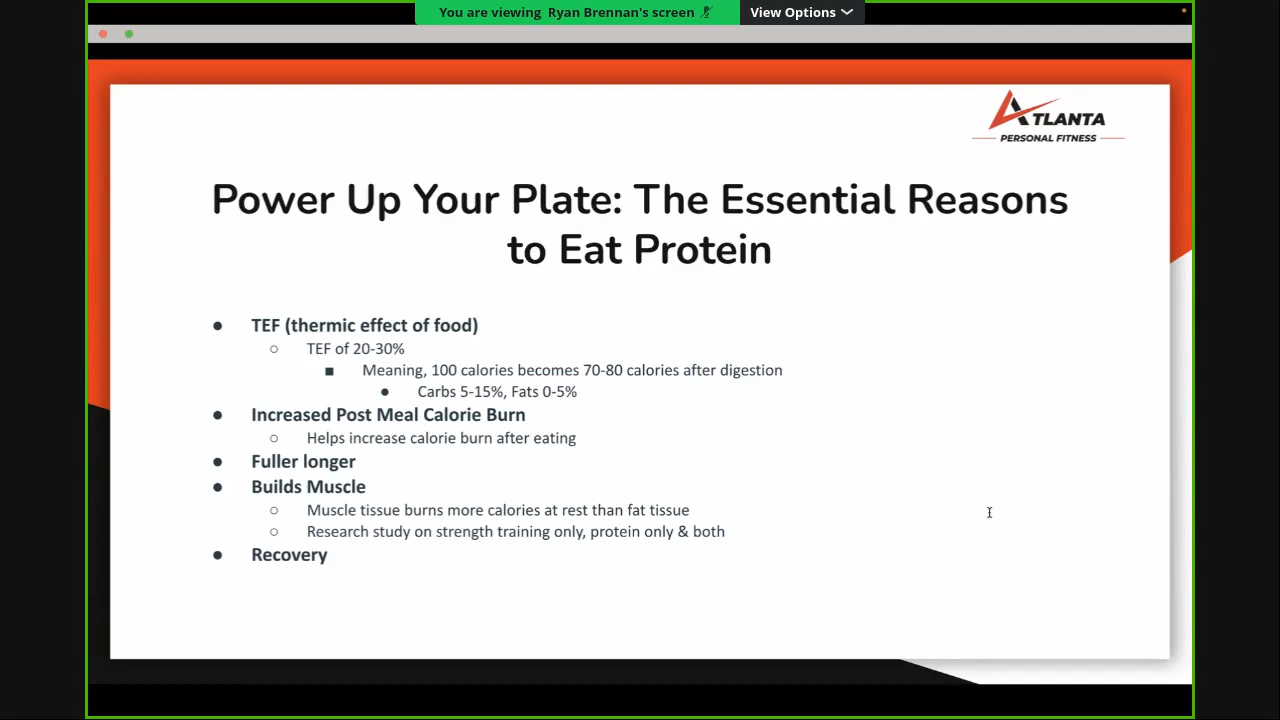 You are viewing Ryan Brennan's screen
View Options
ATLANTA
PERSONAL FITNESS
Power Up Your Plate: The Essential Reasons
to Eat Protein
● TEF (thermic effect of food)
○ TEF of 20-30%
■ Meaning, 100 calories becomes 70-80 calories after digestion
● Carbs 5-15%, Fats 0-5%
● Increased Post Meal Calorie Burn
○ Helps increase calorie burn after eating
● Fuller longer
● Builds Muscle
○ Muscle tissue burns more calories at rest than fat tissue
○ Research study on strength training only, protein only & both
● Recovery